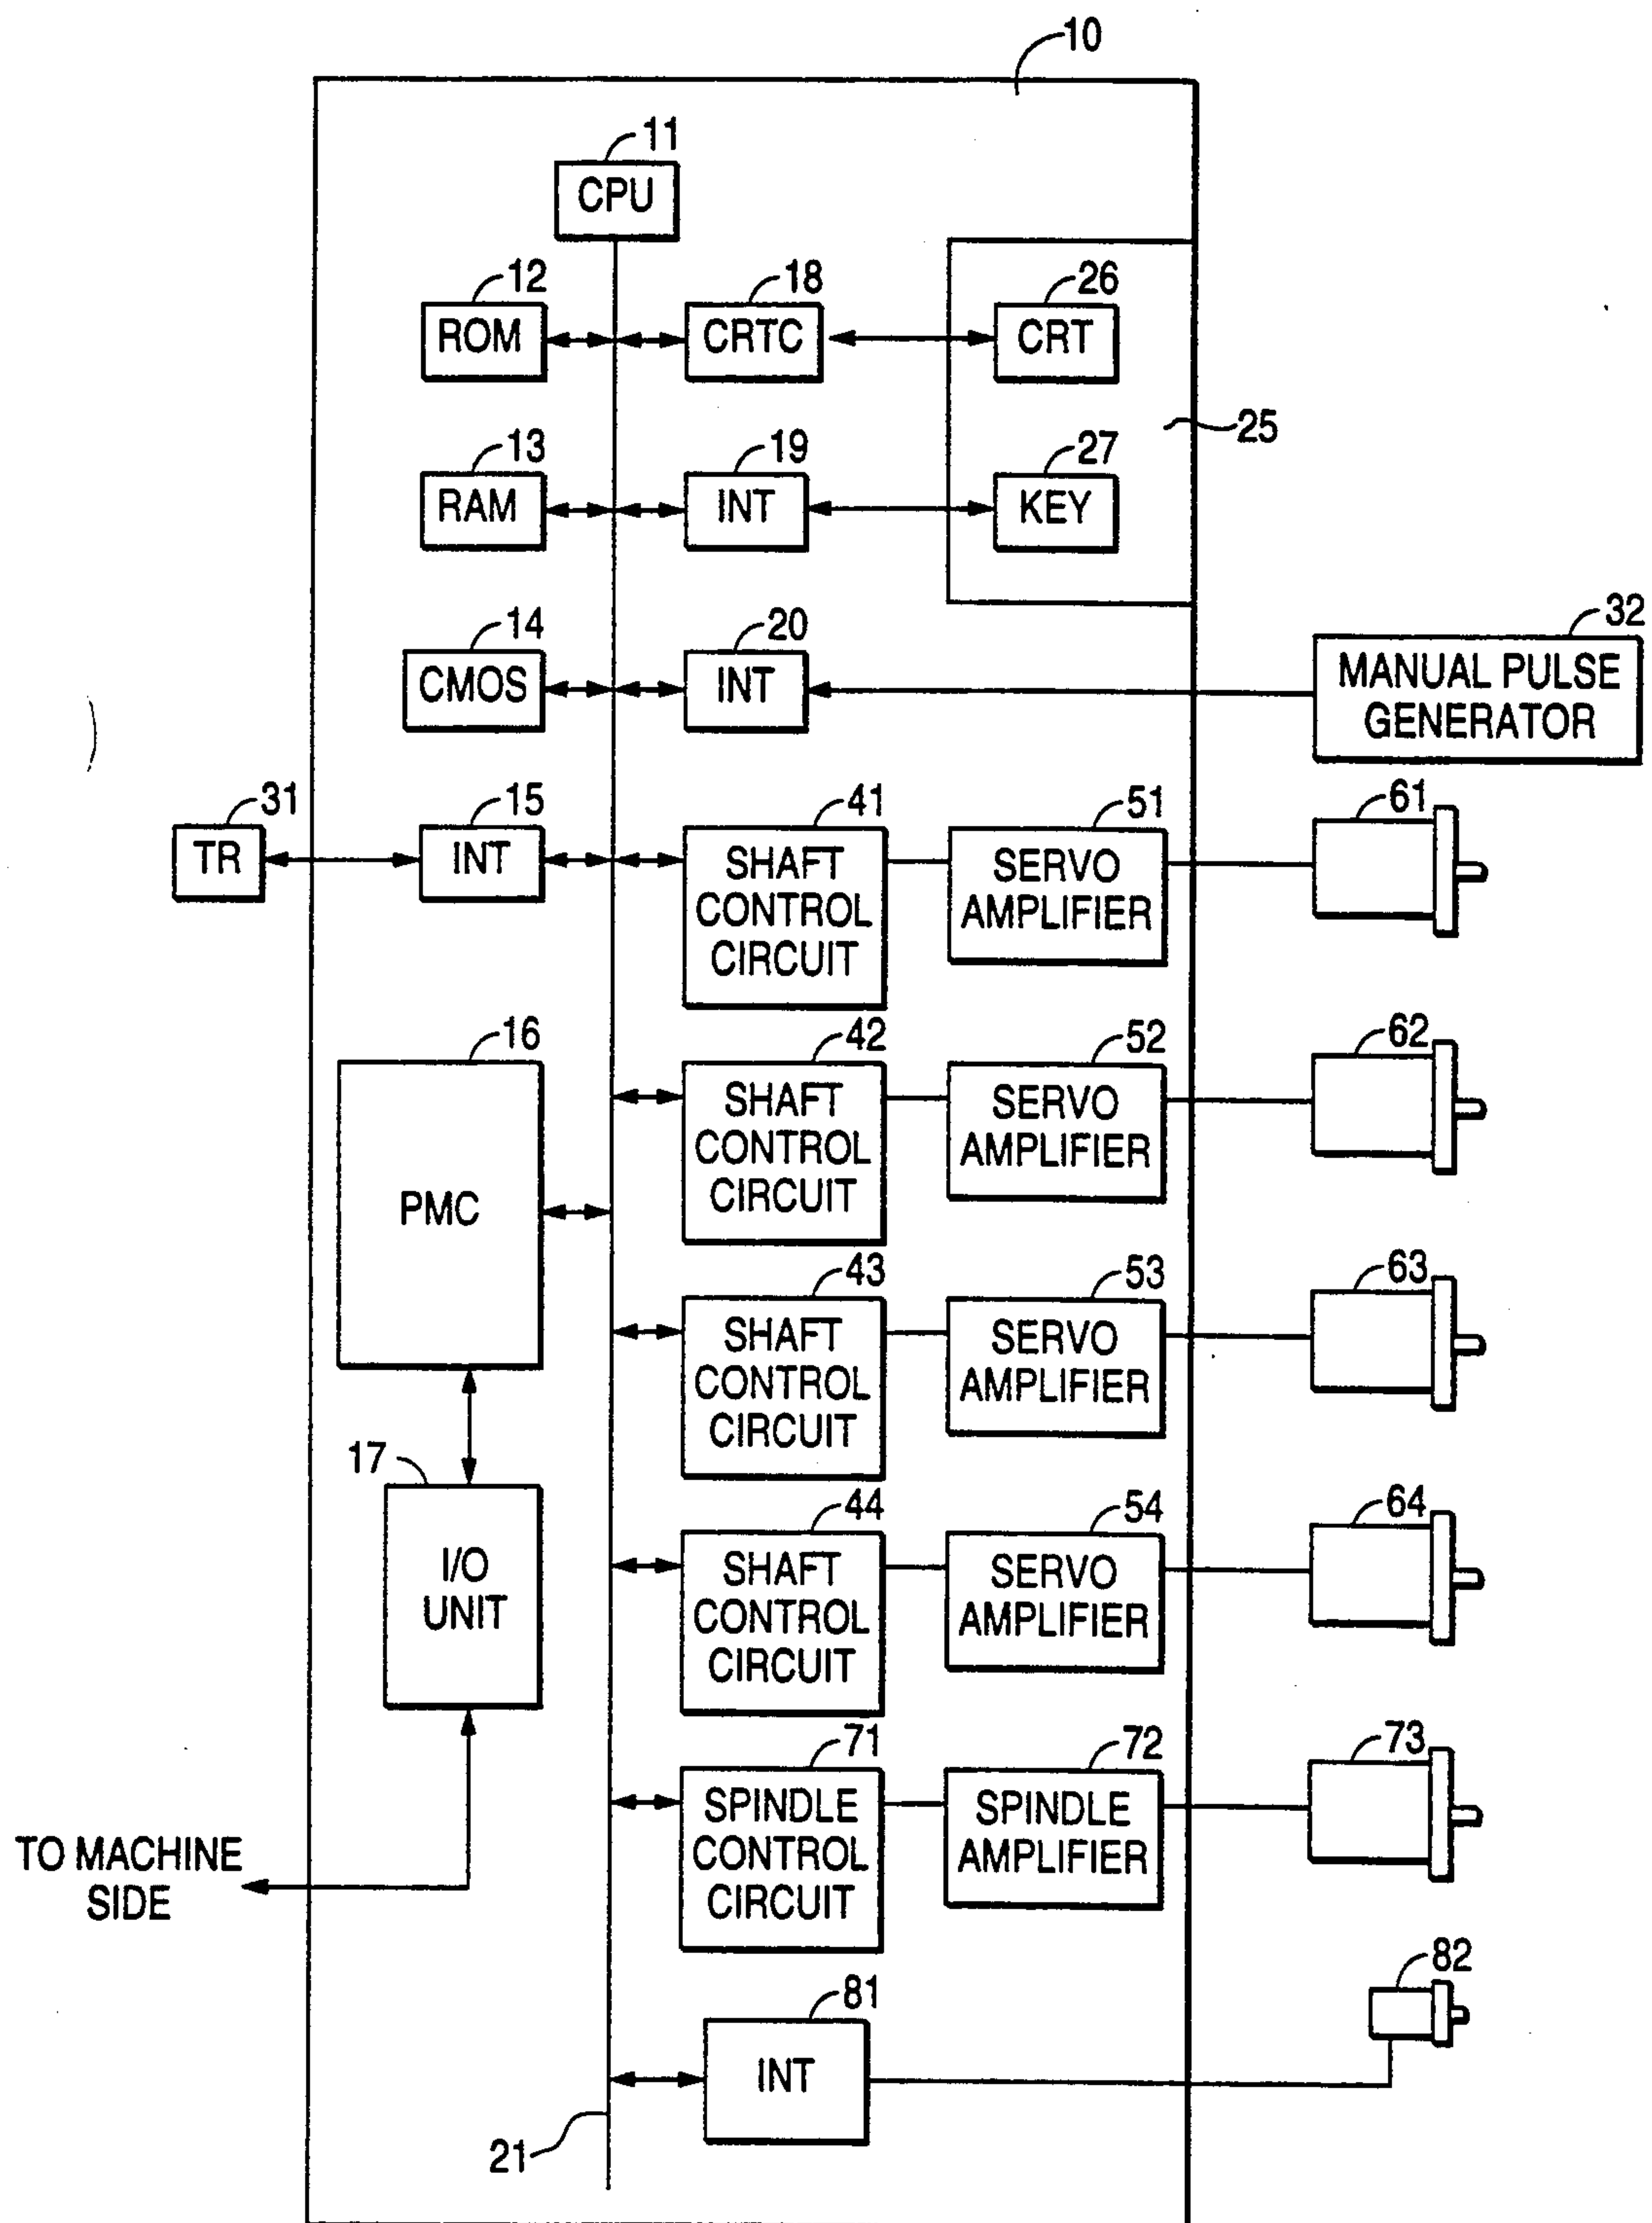 10
11
CPU
12
ROM
18
CRTC
26
CRT
25
13
RAM
19
INT
27
KEY
14
CMOS
20
INT
32
MANUAL PULSE
GENERATOR
31
TR
15
INT
41
SHAFT
CONTROL
CIRCUIT
51
SERVO
AMPLIFIER
61
16
PMC
42
SHAFT
CONTROL
CIRCUIT
52
SERVO
AMPLIFIER
62
43
SHAFT
CONTROL
CIRCUIT
53
SERVO
AMPLIFIER
63
17
I/O
UNIT
44
SHAFT
CONTROL
CIRCUIT
54
SERVO
AMPLIFIER
64
71
SPINDLE
CONTROL
CIRCUIT
72
SPINDLE
AMPLIFIER
73
TO MACHINE
SIDE
81
INT
82
21